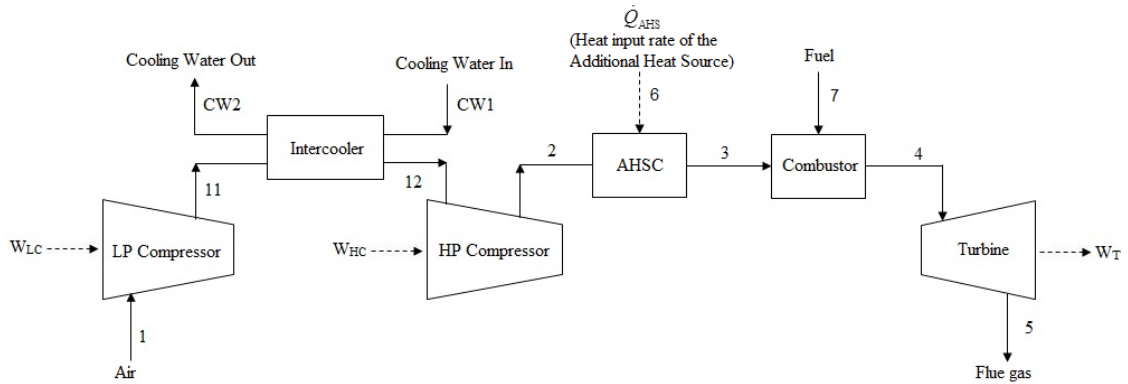 Q̇AHS
(Heat input rate of the
Additional Heat Source)
Cooling Water Out
Cooling Water In
Fuel
CW2
CW1
6
7
Intercooler
2
AHSC
3
Combustor
4
11
12
WLC
LP Compressor
WHC
HP Compressor
Turbine
WT
1
5
Air
Flue gas